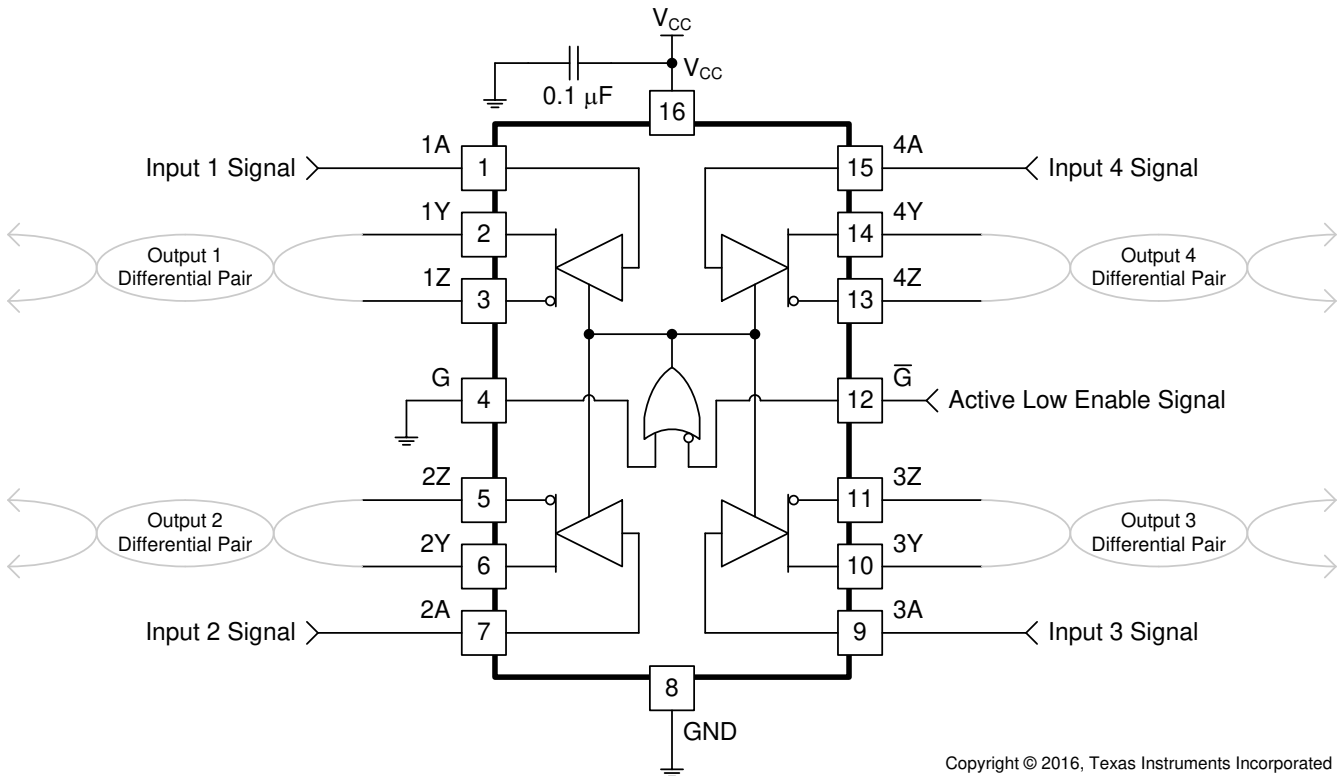 V_CC
V_CC
0.1 μF
16
1A
4A
Input 1 Signal
1
15
Input 4 Signal
1Y
4Y
2
14
Output 1
Differential Pair
Output 4
Differential Pair
1Z
4Z
3
13
G
G̅
4
12
Active Low Enable Signal
2Z
3Z
5
11
Output 2
Differential Pair
Output 3
Differential Pair
2Y
3Y
6
10
2A
3A
Input 2 Signal
7
9
Input 3 Signal
8
GND
Copyright © 2016, Texas Instruments Incorporated